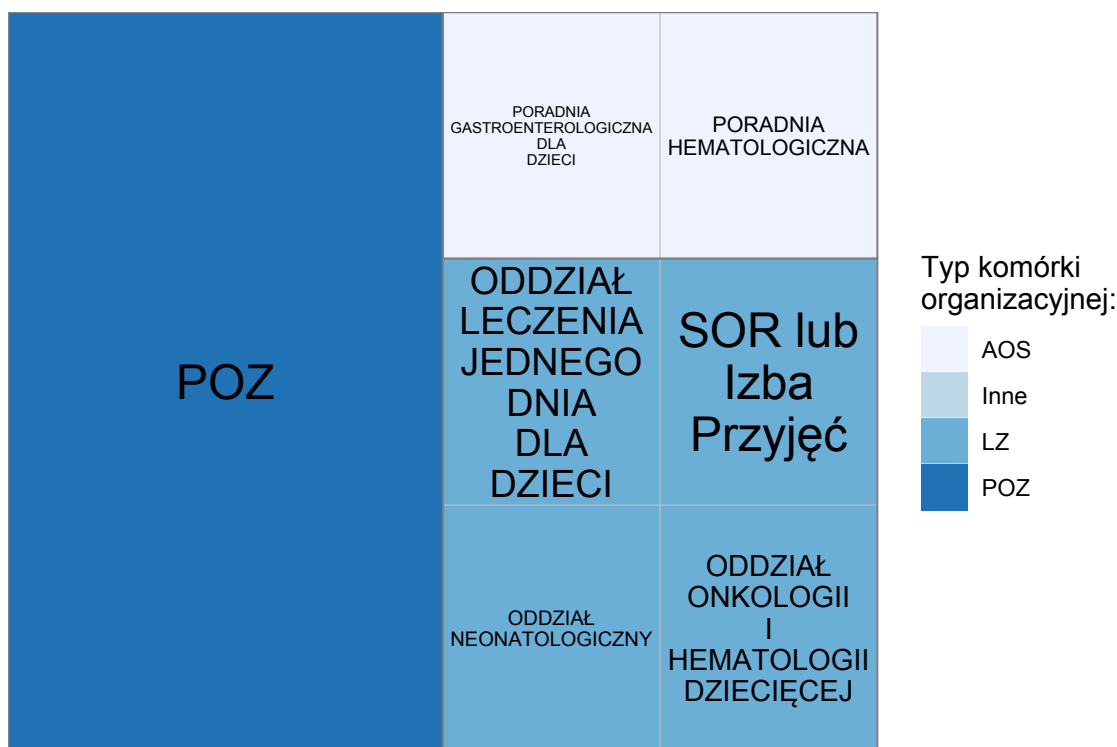 POZ
PORADNIA
GASTROENTEROLOGICZNA
DLA
DZIECI
PORADNIA
HEMATOLOGICZNA
ODDZIAŁ
LECZENIA
JEDNEGO
DNIA
DLA
DZIECI
SOR lub
Izba
Przyjęć
ODDZIAŁ
NEONATOLOGICZNY
ODDZIAŁ
ONKOLOGII
I
HEMATOLOGII
DZIECIĘCEJ
Typ komórki
organizacyjnej:
AOS
Inne
LZ
POZ